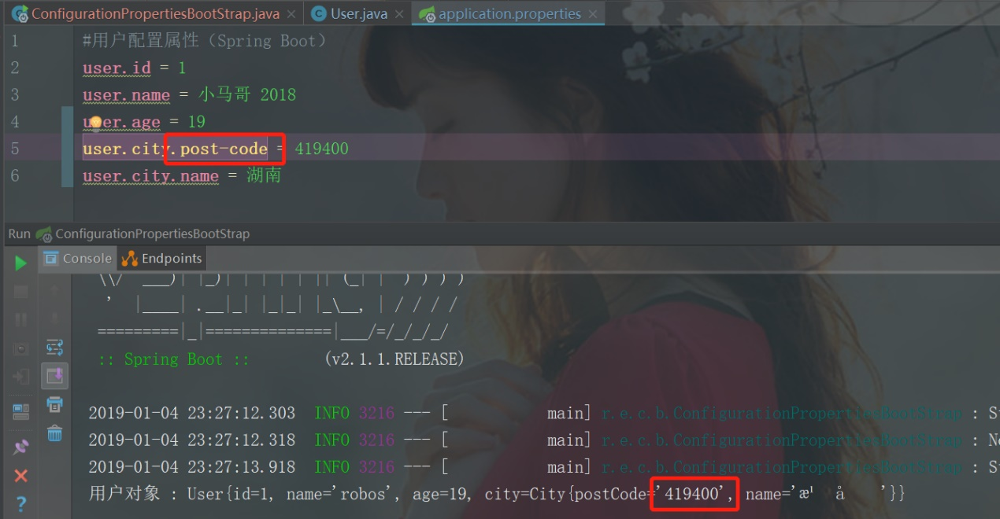 ConfigurationPropertiesBootStrap.java × User.java × application.properties ×
1 #用户配置属性（Spring Boot）
2 user.id = 1
3 user.name = 小马哥 2018
4 user.age = 19
5 user.city.post-code = 419400
6 user.city.name = 湖南
Run ConfigurationPropertiesBootStrap
Console Endpoints
:: Spring Boot :: (v2.1.1.RELEASE)
2019-01-04 23:27:12.303 INFO 3216 --- [ main] r.e.c.b.ConfigurationPropertiesBootStrap : S
2019-01-04 23:27:12.318 INFO 3216 --- [ main] r.e.c.b.ConfigurationPropertiesBootStrap : N
2019-01-04 23:27:13.918 INFO 3216 --- [ main] r.e.c.b.ConfigurationPropertiesBootStrap : S
用户对象 : User{id=1, name='robos', age=19, city=City{postCode='419400', name='æ¹ å '}}